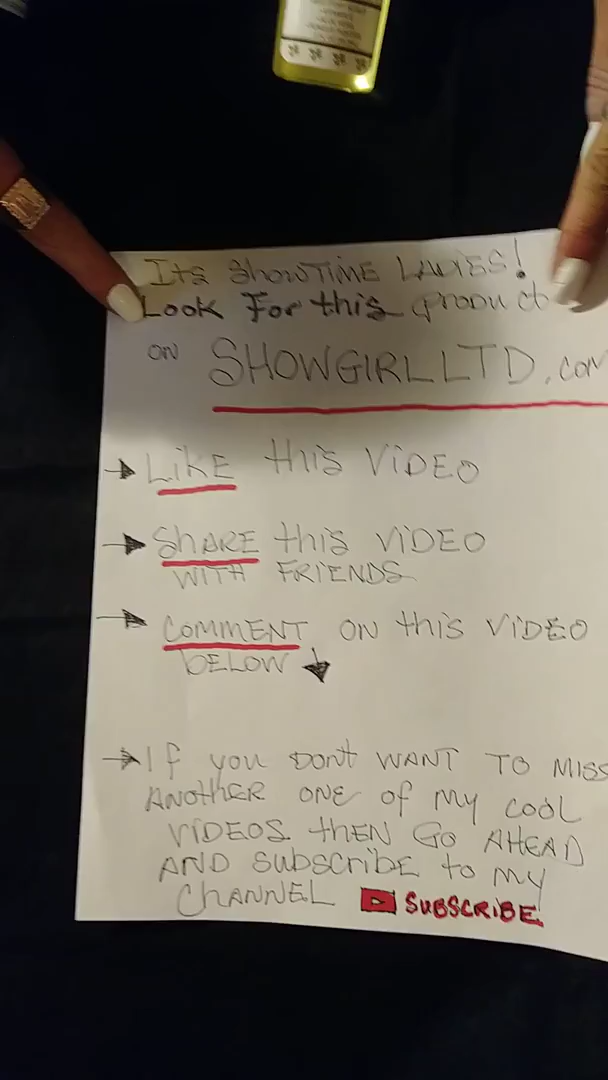 Its SHOWTIME LADIES!
Look For this product
ON SHOWGIRLLTD.com
LIKE this VIDEO
SHARE this VIDEO
WITH FRIENDS
COMMENT ON this VIDEO
bELOW
If you DON't WANT TO MISS
ANOTHER ONE of MY COOL
VIDEOS thEN GO AHEAD
AND SUbscribE to MY
CHANNEL SUBSCRIBE